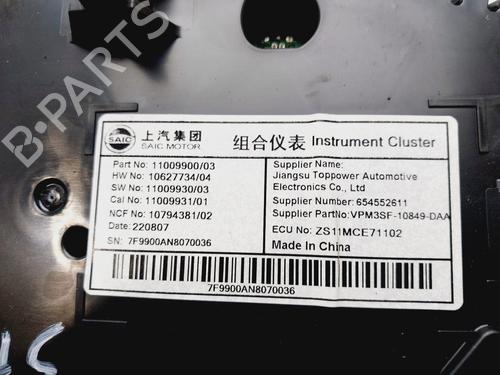 B-PARTS
SAIC
上汽集团
SAIC MOTOR
组合仪表 Instrument Cluster
Part No: 11009900/03
HW No: 10627734/04
SW No: 11009930/03
Cal No: 11009931/01
NCF No: 10794381/02
Date: 220807
SN: 7F9900AN8070036
Supplier Name:
Jiangsu Toppower Automotive
Electronics Co., Ltd
Supplier Number: 654552611
Supplier Part No: VPM3SF-10849-DAA
ECU No: ZS11MCE71102
Made In China
7F9900AN8070036